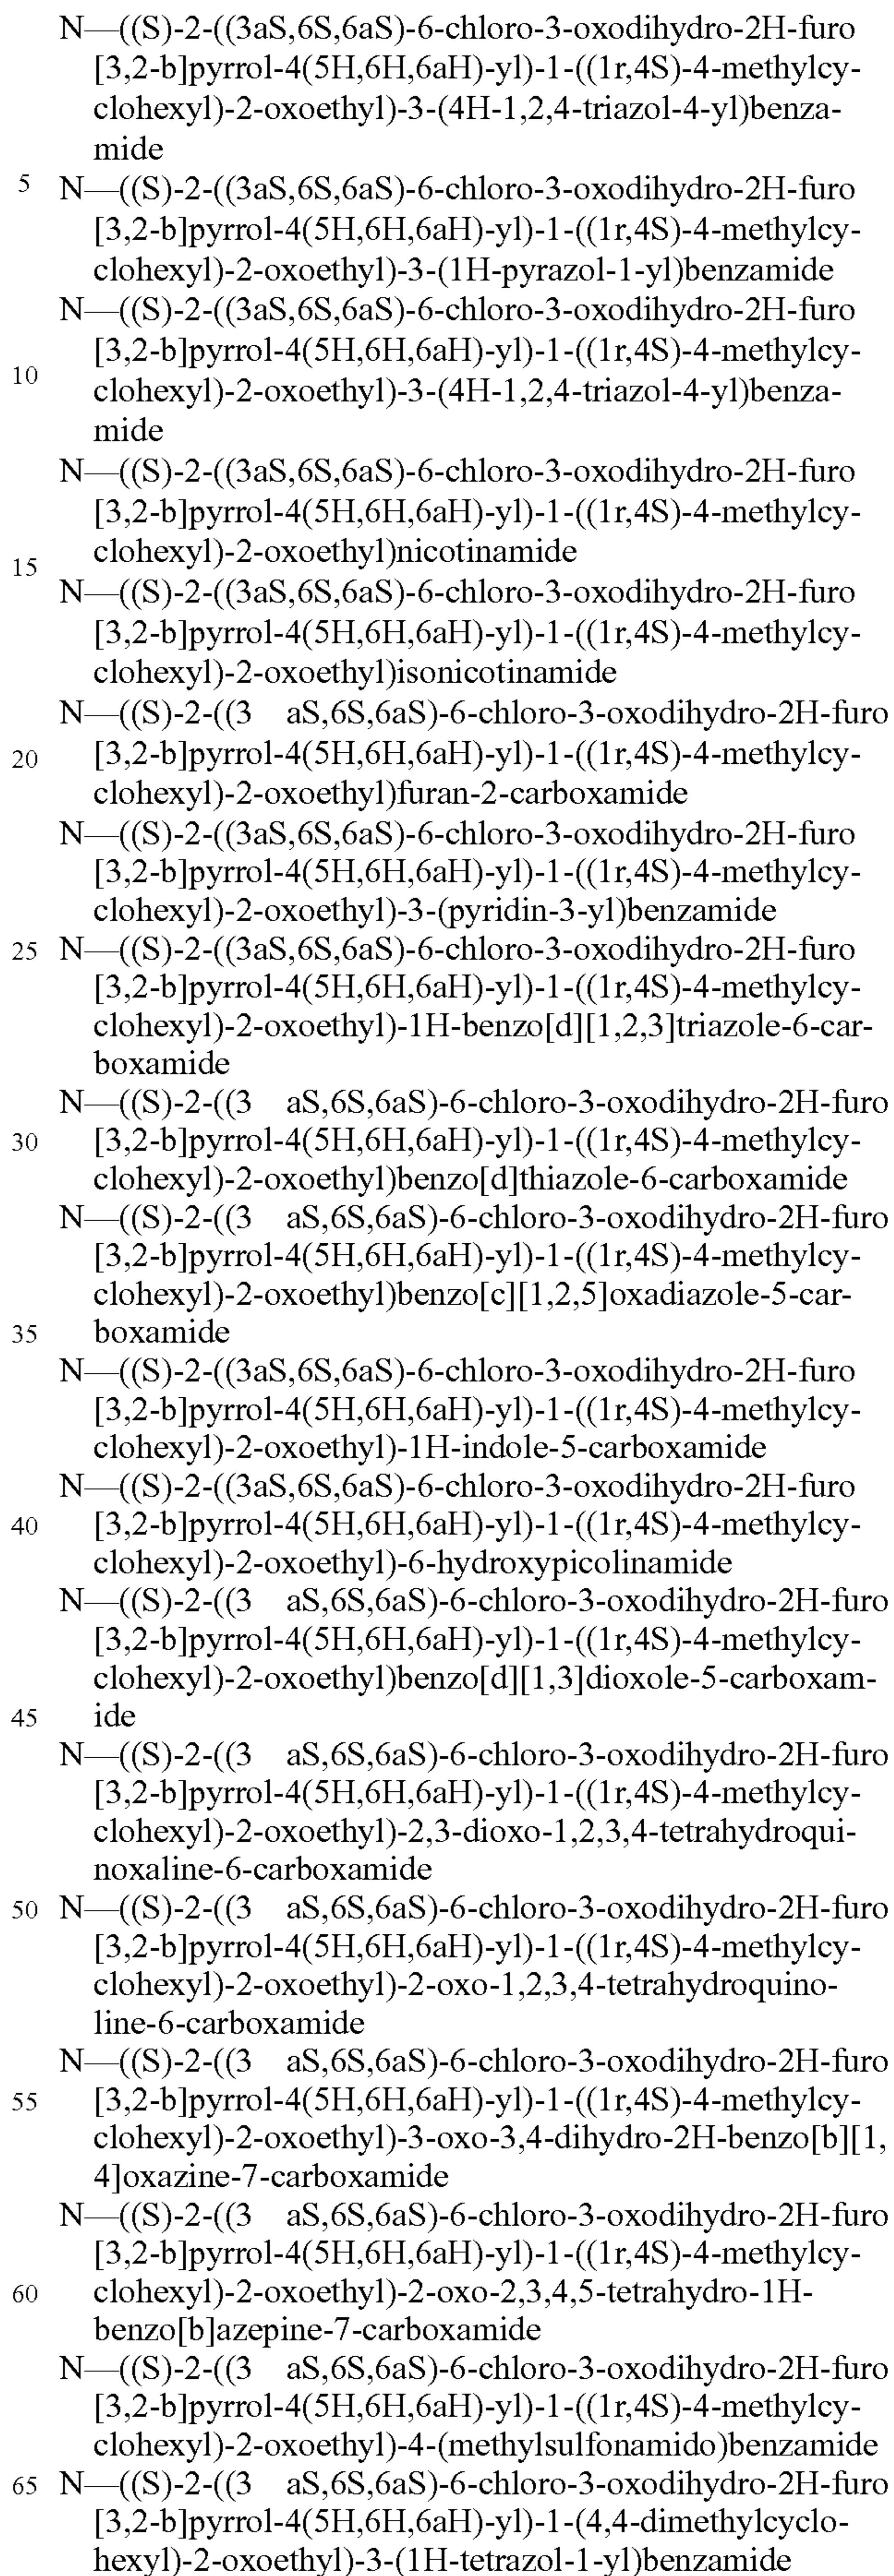 N—((S)-2-((3aS,6S,6aS)-6-chloro-3-oxodihydro-2H-furo
[3,2-b]pyrrol-4(5H,6H,6aH)-yl)-1-((1r,4S)-4-methylcy-
clohexyl)-2-oxoethyl)-3-(4H-1,2,4-triazol-4-yl)benza-
mide
5 N—((S)-2-((3aS,6S,6aS)-6-chloro-3-oxodihydro-2H-furo
[3,2-b]pyrrol-4(5H,6H,6aH)-yl)-1-((1r,4S)-4-methylcy-
clohexyl)-2-oxoethyl)-3-(1H-pyrazol-1-yl)benzamide
N—((S)-2-((3aS,6S,6aS)-6-chloro-3-oxodihydro-2H-furo
[3,2-b]pyrrol-4(5H,6H,6aH)-yl)-1-((1r,4S)-4-methylcy-
10 clohexyl)-2-oxoethyl)-3-(4H-1,2,4-triazol-4-yl)benza-
mide
N—((S)-2-((3aS,6S,6aS)-6-chloro-3-oxodihydro-2H-furo
[3,2-b]pyrrol-4(5H,6H,6aH)-yl)-1-((1r,4S)-4-methylcy-
15 clohexyl)-2-oxoethyl)nicotinamide
N—((S)-2-((3aS,6S,6aS)-6-chloro-3-oxodihydro-2H-furo
[3,2-b]pyrrol-4(5H,6H,6aH)-yl)-1-((1r,4S)-4-methylcy-
clohexyl)-2-oxoethyl)isonicotinamide
N—((S)-2-((3 aS,6S,6aS)-6-chloro-3-oxodihydro-2H-furo
20 [3,2-b]pyrrol-4(5H,6H,6aH)-yl)-1-((1r,4S)-4-methylcy-
clohexyl)-2-oxoethyl)furan-2-carboxamide
N—((S)-2-((3aS,6S,6aS)-6-chloro-3-oxodihydro-2H-furo
[3,2-b]pyrrol-4(5H,6H,6aH)-yl)-1-((1r,4S)-4-methylcy-
clohexyl)-2-oxoethyl)-3-(pyridin-3-yl)benzamide
25 N—((S)-2-((3aS,6S,6aS)-6-chloro-3-oxodihydro-2H-furo
[3,2-b]pyrrol-4(5H,6H,6aH)-yl)-1-((1r,4S)-4-methylcy-
clohexyl)-2-oxoethyl)-1H-benzo[d][1,2,3]triazole-6-car-
boxamide
N—((S)-2-((3 aS,6S,6aS)-6-chloro-3-oxodihydro-2H-furo
30 [3,2-b]pyrrol-4(5H,6H,6aH)-yl)-1-((1r,4S)-4-methylcy-
clohexyl)-2-oxoethyl)benzo[d]thiazole-6-carboxamide
N—((S)-2-((3 aS,6S,6aS)-6-chloro-3-oxodihydro-2H-furo
[3,2-b]pyrrol-4(5H,6H,6aH)-yl)-1-((1r,4S)-4-methylcy-
clohexyl)-2-oxoethyl)benzo[c][1,2,5]oxadiazole-5-car-
35 boxamide
N—((S)-2-((3aS,6S,6aS)-6-chloro-3-oxodihydro-2H-furo
[3,2-b]pyrrol-4(5H,6H,6aH)-yl)-1-((1r,4S)-4-methylcy-
clohexyl)-2-oxoethyl)-1H-indole-5-carboxamide
N—((S)-2-((3aS,6S,6aS)-6-chloro-3-oxodihydro-2H-furo
40 [3,2-b]pyrrol-4(5H,6H,6aH)-yl)-1-((1r,4S)-4-methylcy-
clohexyl)-2-oxoethyl)-6-hydroxypicolinamide
N—((S)-2-((3 aS,6S,6aS)-6-chloro-3-oxodihydro-2H-furo
[3,2-b]pyrrol-4(5H,6H,6aH)-yl)-1-((1r,4S)-4-methylcy-
clohexyl)-2-oxoethyl)benzo[d][1,3]dioxole-5-carboxam-
45 ide
N—((S)-2-((3 aS,6S,6aS)-6-chloro-3-oxodihydro-2H-furo
[3,2-b]pyrrol-4(5H,6H,6aH)-yl)-1-((1r,4S)-4-methylcy-
clohexyl)-2-oxoethyl)-2,3-dioxo-1,2,3,4-tetrahydroqui-
noxaline-6-carboxamide
50 N—((S)-2-((3 aS,6S,6aS)-6-chloro-3-oxodihydro-2H-furo
[3,2-b]pyrrol-4(5H,6H,6aH)-yl)-1-((1r,4S)-4-methylcy-
clohexyl)-2-oxoethyl)-2-oxo-1,2,3,4-tetrahydroquino-
line-6-carboxamide
N—((S)-2-((3 aS,6S,6aS)-6-chloro-3-oxodihydro-2H-furo
55 [3,2-b]pyrrol-4(5H,6H,6aH)-yl)-1-((1r,4S)-4-methylcy-
clohexyl)-2-oxoethyl)-3-oxo-3,4-dihydro-2H-benzo[b][1,
4]oxazine-7-carboxamide
N—((S)-2-((3 aS,6S,6aS)-6-chloro-3-oxodihydro-2H-furo
[3,2-b]pyrrol-4(5H,6H,6aH)-yl)-1-((1r,4S)-4-methylcy-
60 clohexyl)-2-oxoethyl)-2-oxo-2,3,4,5-tetrahydro-1H-
benzo[b]azepine-7-carboxamide
N—((S)-2-((3 aS,6S,6aS)-6-chloro-3-oxodihydro-2H-furo
[3,2-b]pyrrol-4(5H,6H,6aH)-yl)-1-((1r,4S)-4-methylcy-
clohexyl)-2-oxoethyl)-4-(methylsulfonamido)benzamide
65 N—((S)-2-((3 aS,6S,6aS)-6-chloro-3-oxodihydro-2H-furo
[3,2-b]pyrrol-4(5H,6H,6aH)-yl)-1-(4,4-dimethylcyclo-
hexyl)-2-oxoethyl)-3-(1H-tetrazol-1-yl)benzamide